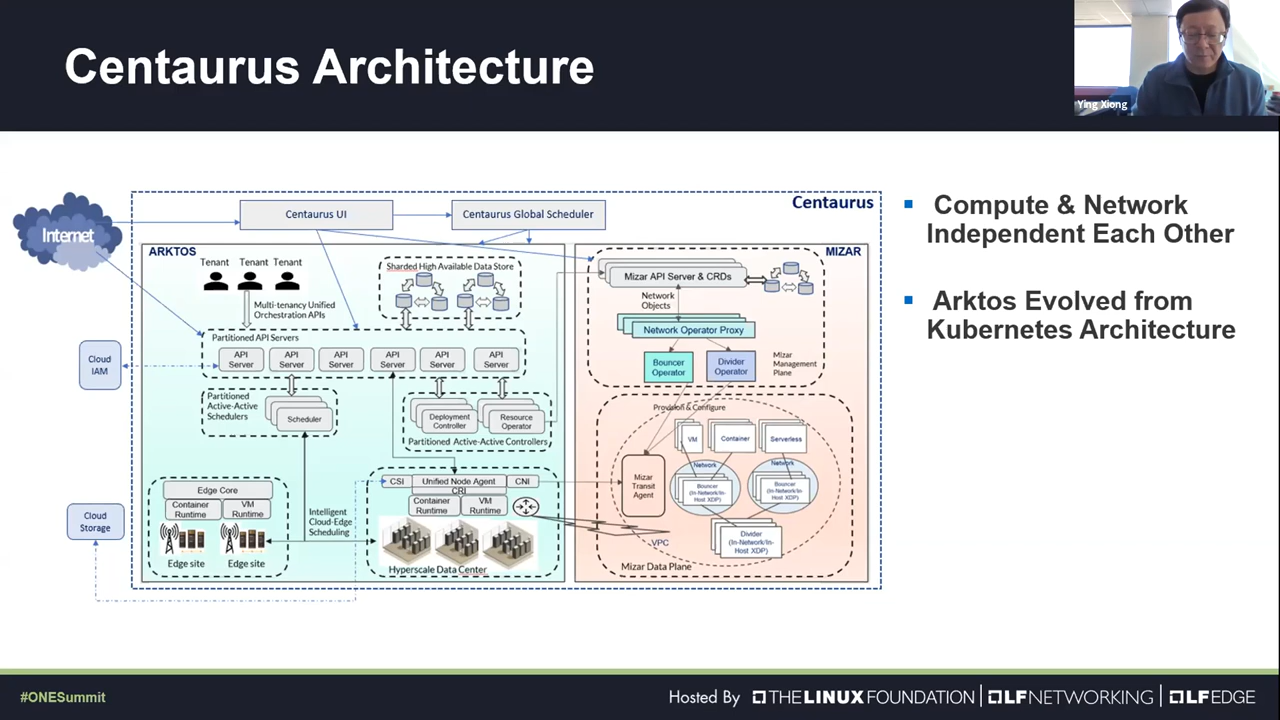 Centaurus Architecture
Ying Xiong
Internet
Centaurus UI
Centaurus Global Scheduler
Centaurus
ARKTOS
Tenant
Tenant
Tenant
Multi-tenancy Unified
Orchestration APIs
Sharded High Available Data Store
Partitioned API Servers
API
Server
API
Server
API
Server
API
Server
API
Server
API
Server
Cloud
IAM
Partitioned
Active-Active
Schedulers
Scheduler
Deployment
Controller
Resource
Operator
Partitioned Active-Active Controllers
Edge Core
Container
Runtime
VM
Runtime
Edge site
Edge site
Intelligent
Cloud-Edge
Scheduling
CSI
Unified Node Agent
CNI
CRI
Container
Runtime
VM
Runtime
Hyperscale Data Center
Cloud
Storage
MIZAR
Mizar API Server & CRDs
Network
Objects
Network Operator Proxy
Bouncer
Operator
Divider
Operator
Mizar
Management
Plane
Provision & Configure
VM
Container
Serverless
Mizar
Transit
Agent
Network
Bouncer
(In-Network/In-
Host XDP)
Network
Bouncer
(In-Network/In-
Host XDP)
Divider
(In-Network/In-
Host XDP)
VPC
Mizar Data Plane
▪ Compute & Network
Independent Each Other
▪ Arktos Evolved from
Kubernetes Architecture
#ONESummit
Hosted By
THE LINUX FOUNDATION
LFNETWORKING
LFEDGE